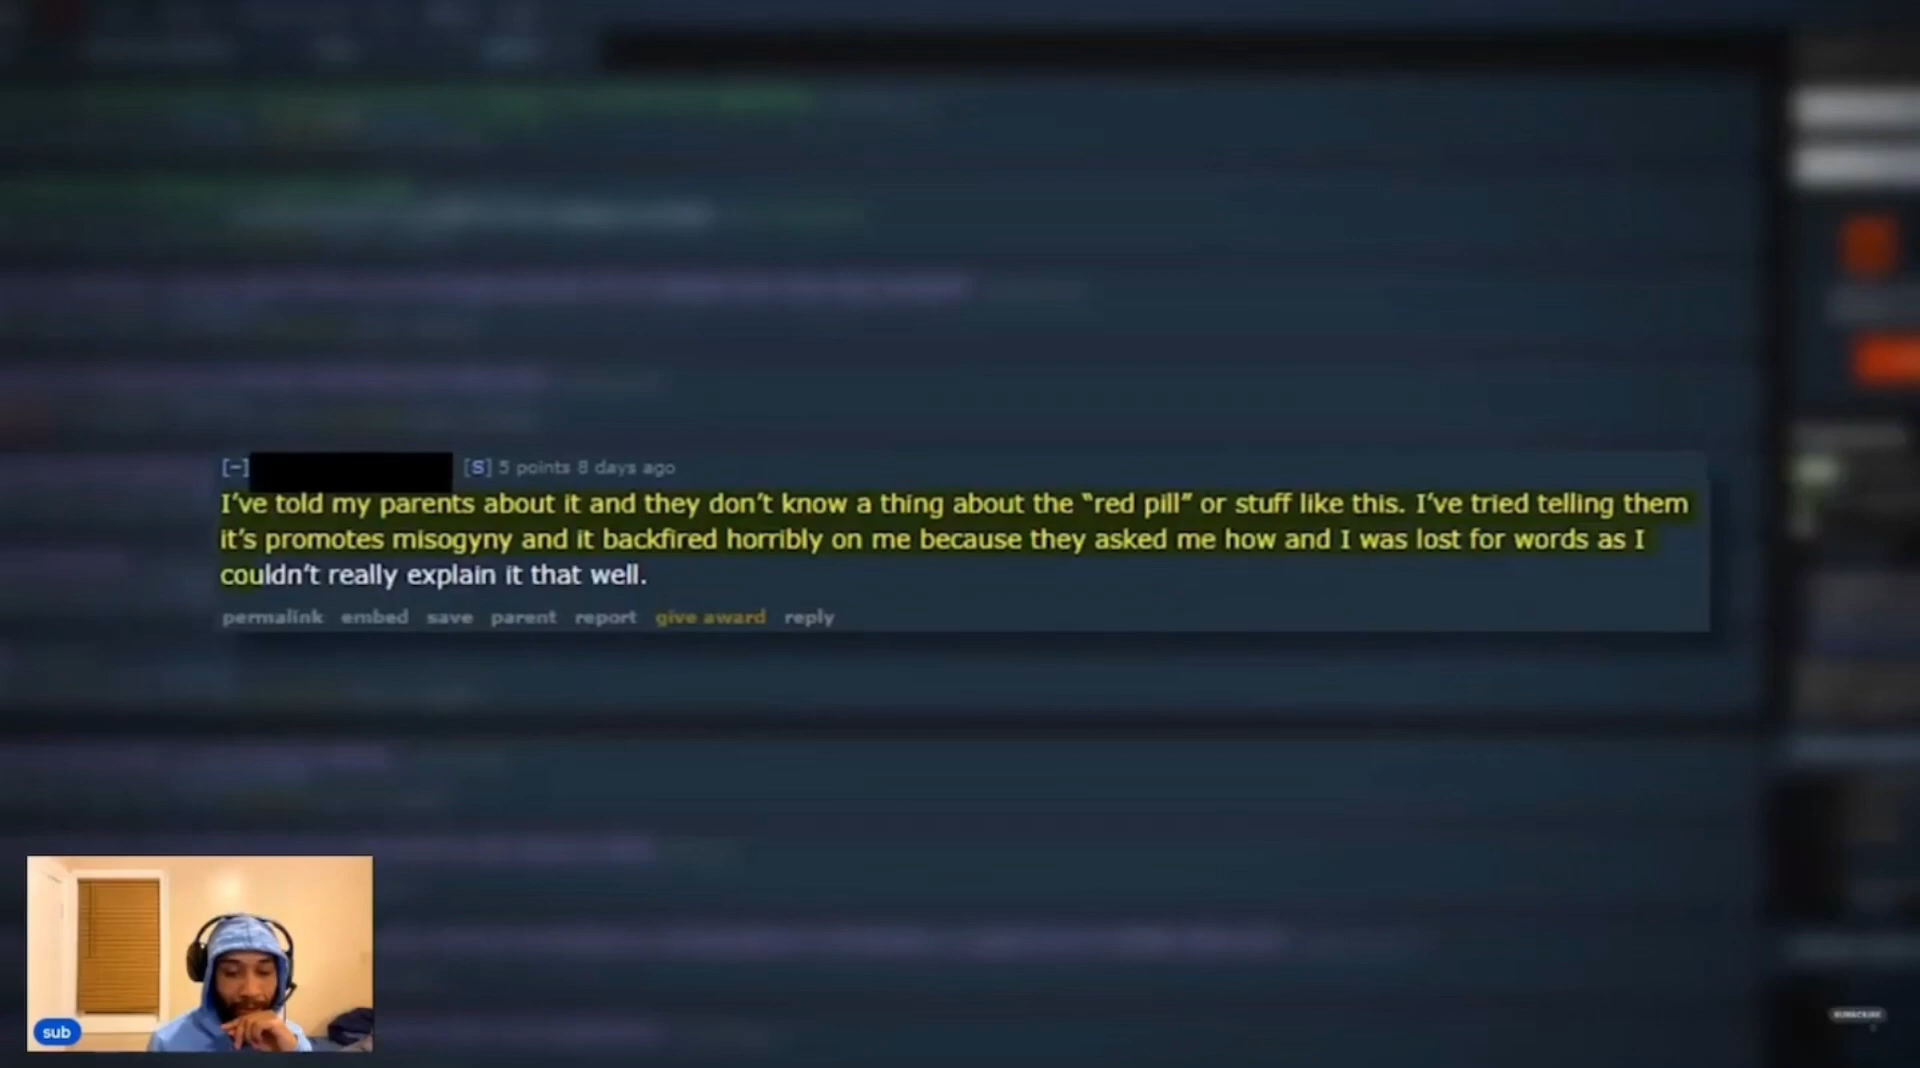 [-] [S] 5 points 8 days ago
I've told my parents about it and they don't know a thing about the “red pill” or stuff like this. I've tried telling them
it's promotes misogyny and it backfired horribly on me because they asked me how and I was lost for words as I
couldn't really explain it that well.
permalink embed save parent report give award reply
sub
SUBSCRIBE